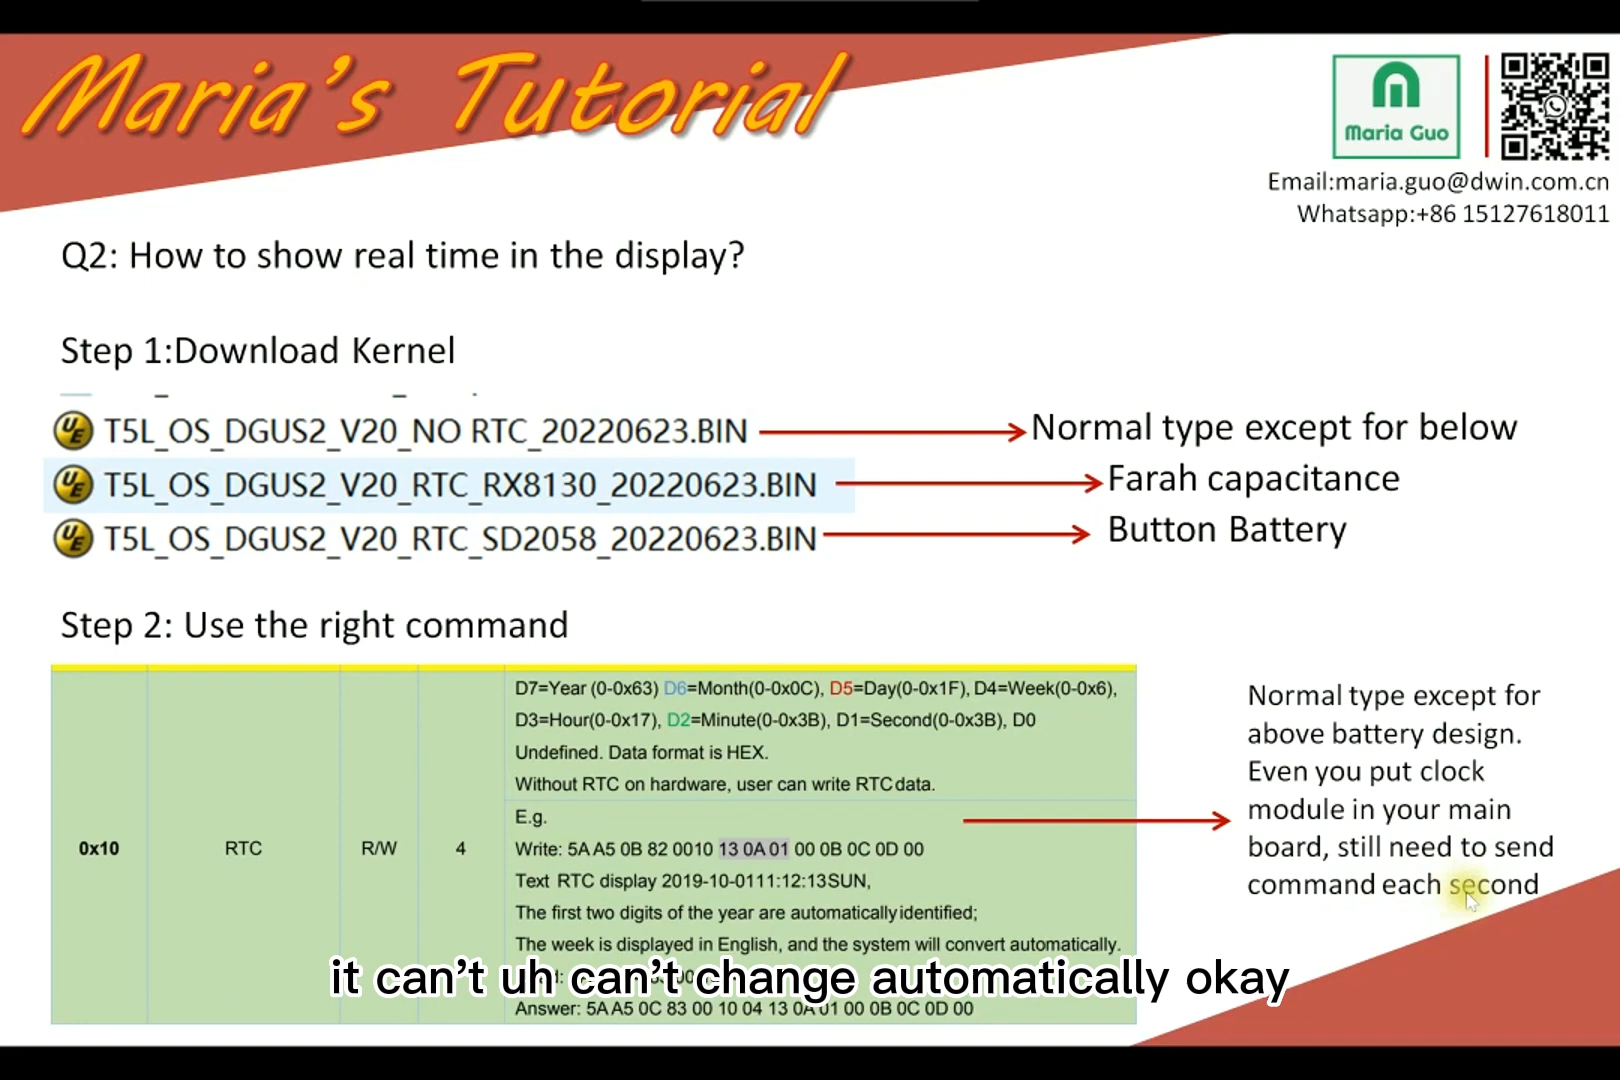 Maria's Tutorial
Maria Guo
Email:maria.guo@dwin.com.cn
Whatsapp:+86 15127618011
Q2: How to show real time in the display?
Step 1:Download Kernel
T5L_OS_DGUS2_V20_NO RTC_20220623.BIN
Normal type except for below
T5L_OS_DGUS2_V20_RTC_RX8130_20220623.BIN
Farah capacitance
T5L_OS_DGUS2_V20_RTC_SD2058_20220623.BIN
Button Battery
Step 2: Use the right command
0x10
RTC
R/W
4
D7=Year (0-0x63) D6=Month(0-0x0C), D5=Day(0-0x1F), D4=Week(0-0x6),
D3=Hour(0-0x17), D2=Minute(0-0x3B), D1=Second(0-0x3B), D0
Undefined. Data format is HEX.
Without RTC on hardware, user can write RTC data.
E.g.
Write: 5A A5 0B 82 0010 13 0A 01 00 0B 0C 0D 00
Text RTC display 2019-10-0111:12:13SUN,
The first two digits of the year are automatically identified;
The week is displayed in English, and the system will convert automatically.
Answer: 5A A5 0C 83 00 10 04 13 0A 01 00 0B 0C 0D 00
Normal type except for
above battery design.
Even you put clock
module in your main
board, still need to send
command each second
it can't uh can't change automatically okay